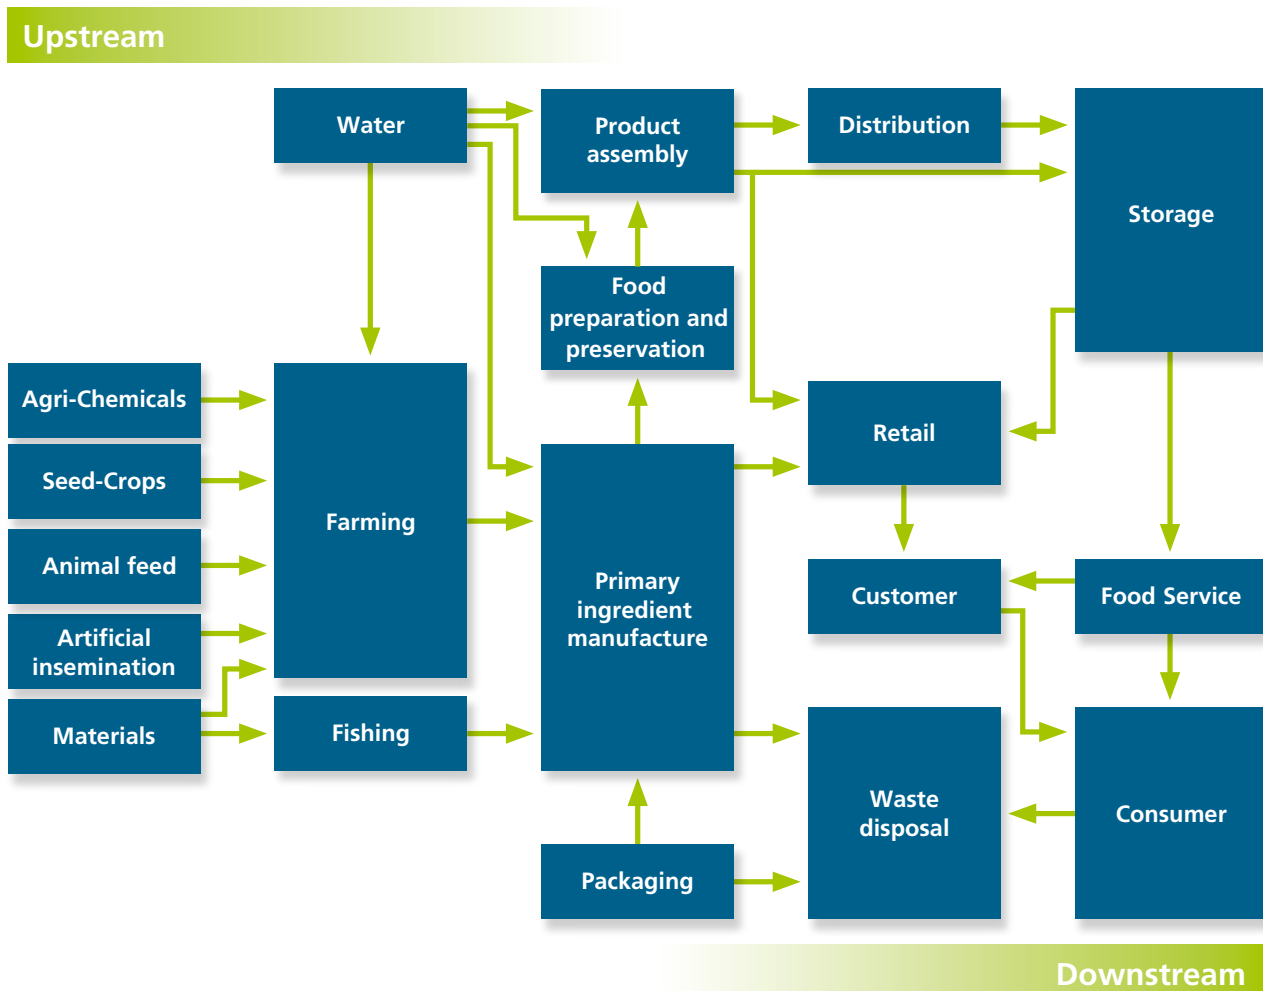 Upstream
Water
Product
assembly
Distribution
Storage
Food
preparation and
preservation
Agri-Chemicals
Seed-Crops
Animal feed
Artificial
insemination
Materials
Farming
Fishing
Primary
ingredient
manufacture
Retail
Customer
Food Service
Waste
disposal
Consumer
Packaging
Downstream